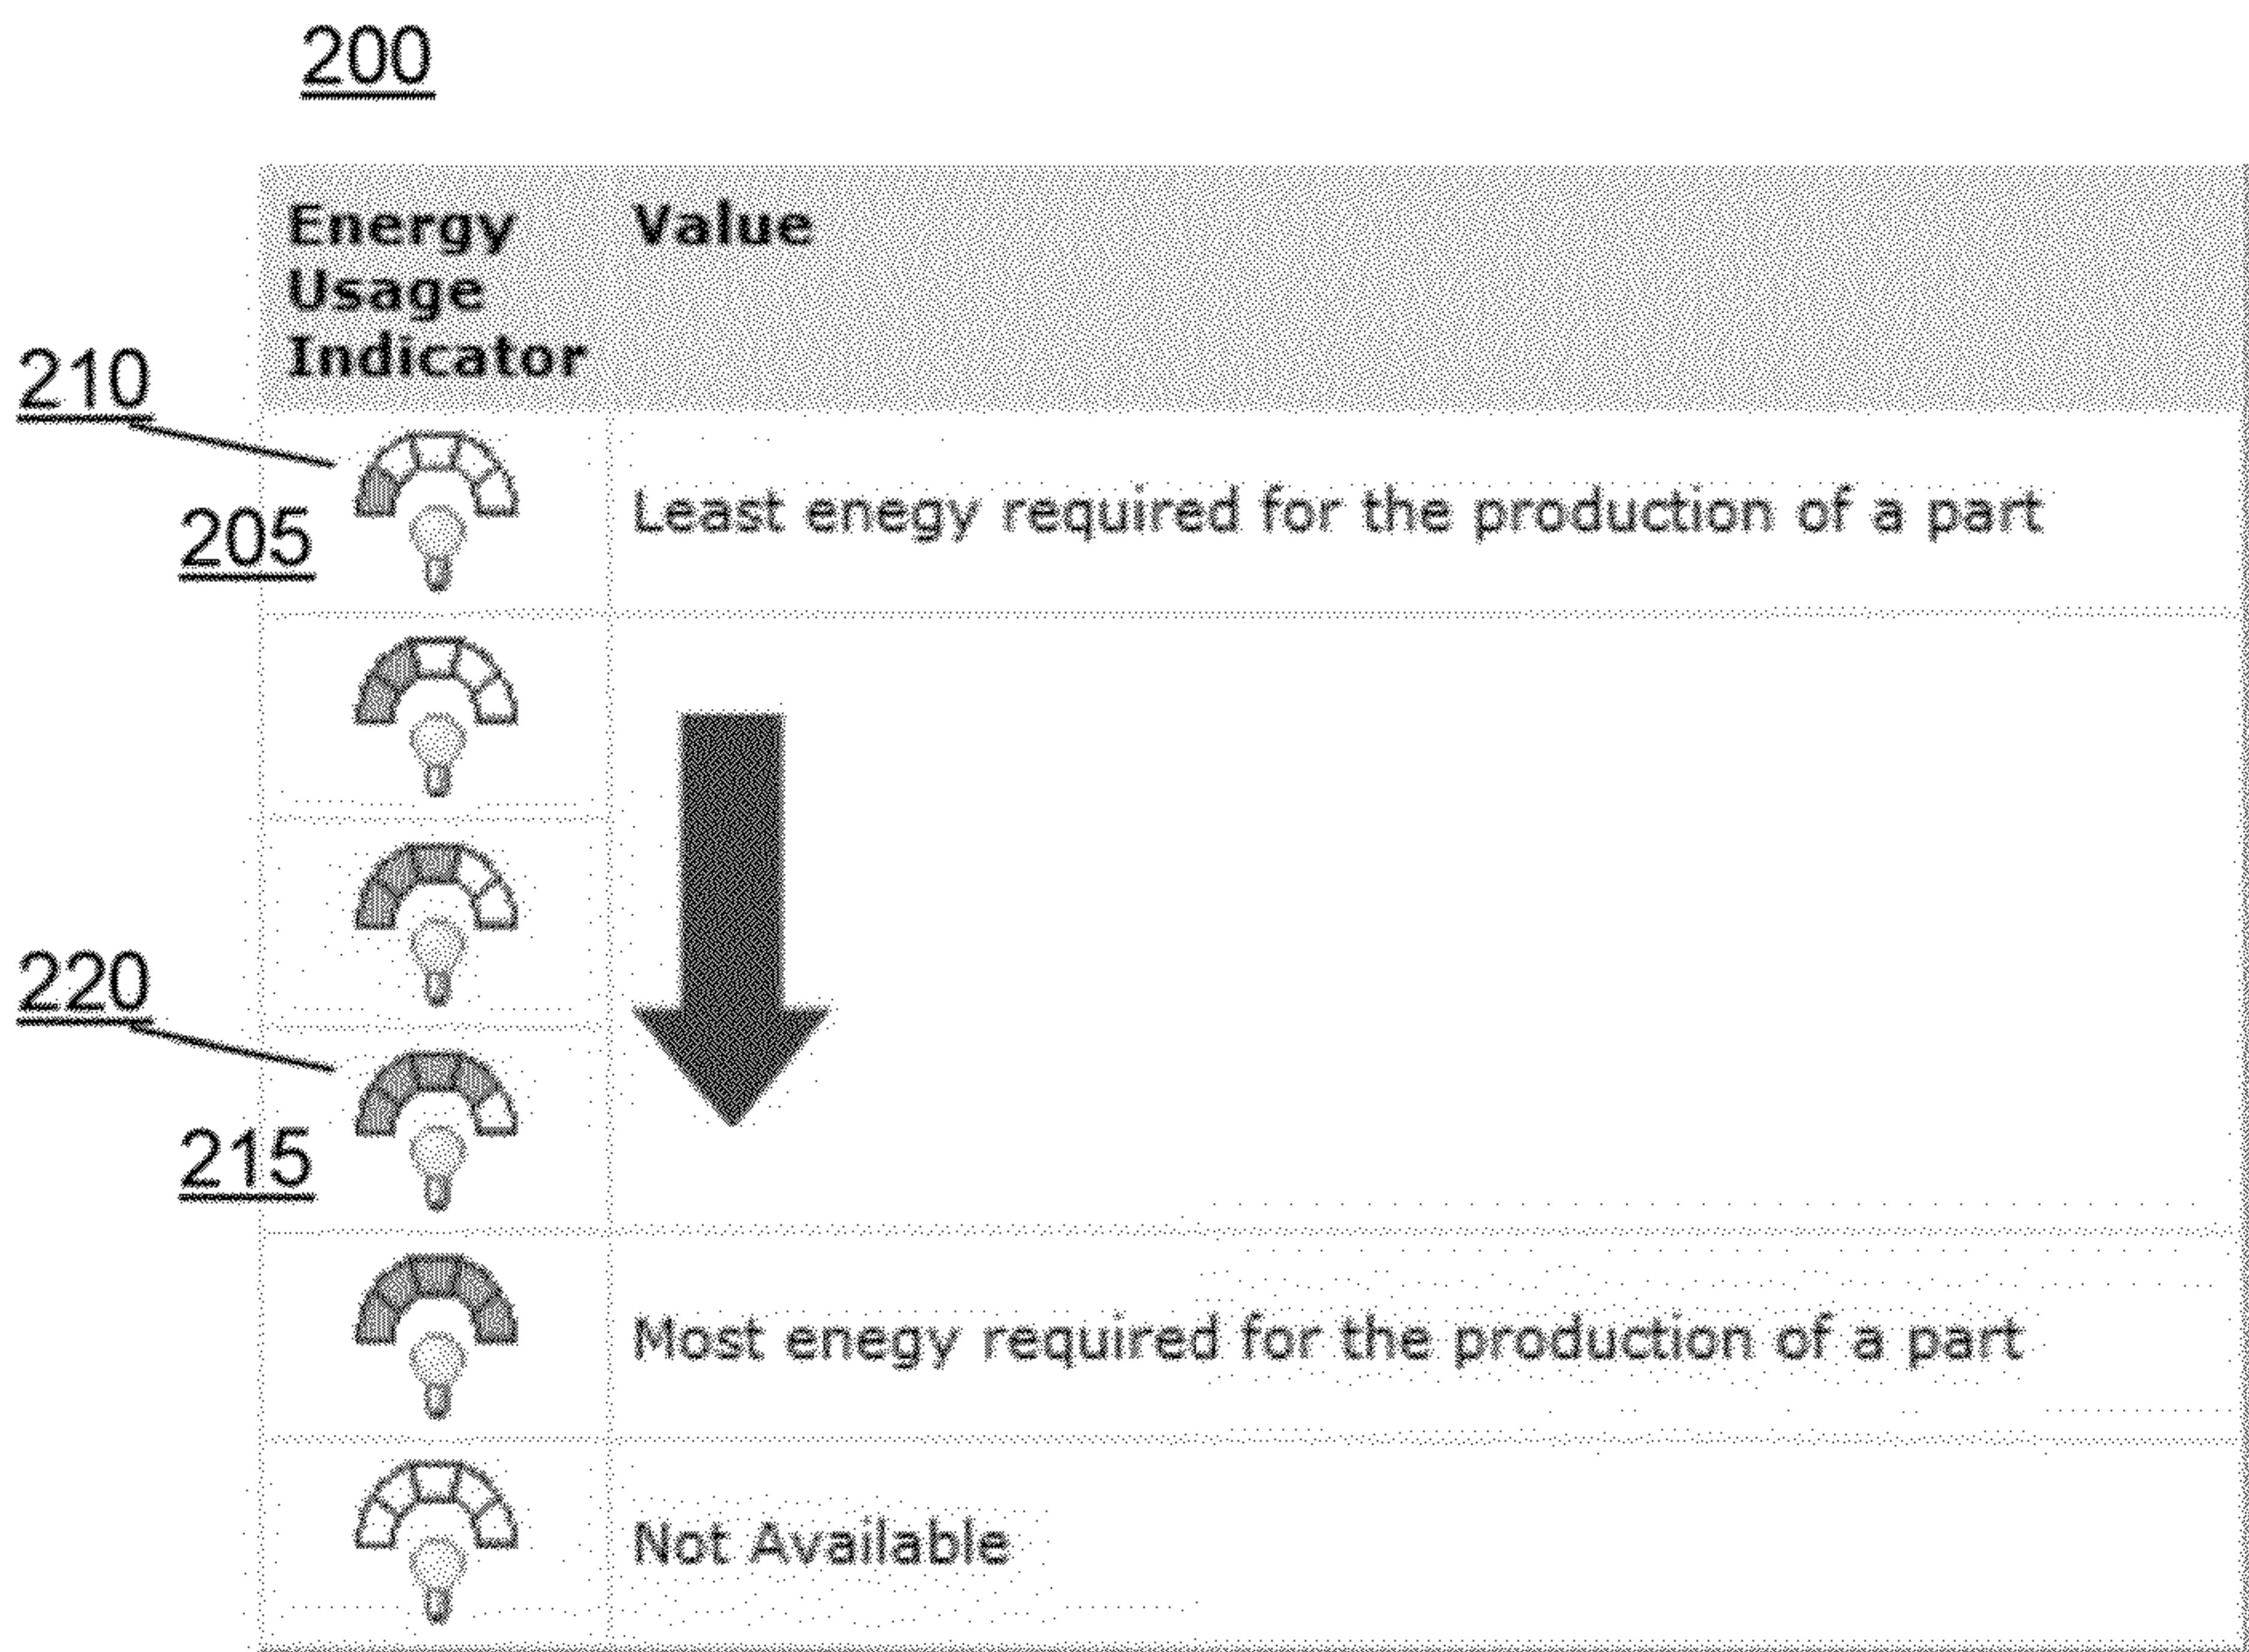 200
Energy Value
Usage
Indicator
210
205
Least enegy required for the production of a part
220
215
Most enegy required for the production of a part
Not Available